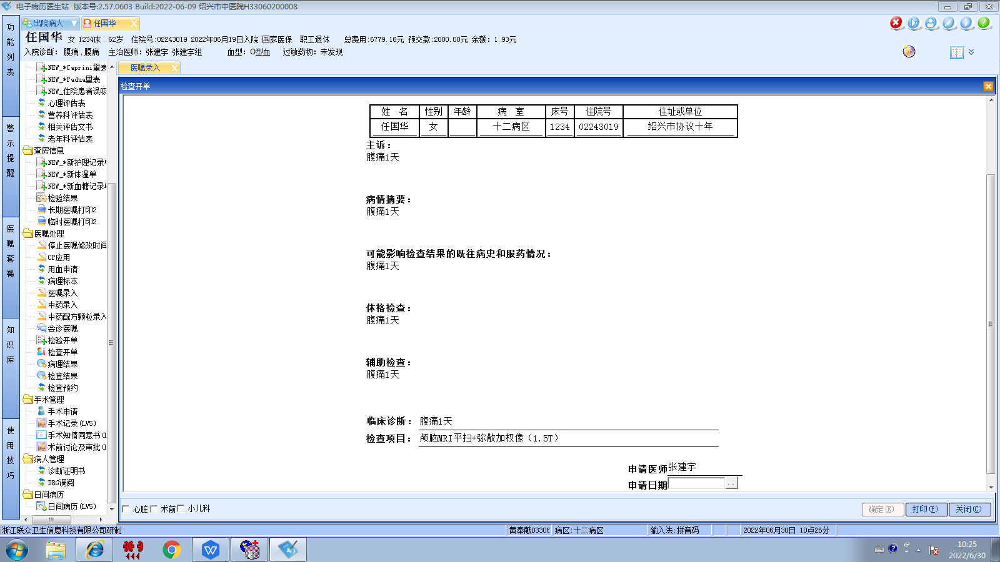 电子病历医生站 版本号:2.57.0603 Build:2022-06-09 绍兴市中医院H33060200008
出院病人
任国华
任国华 女 1234床 62岁 住院号:02243019 2022年06月19日入院 国家医保 职工退休 总费用:6779.16元 预交款:2000.00元 余额: 1.93元
入院诊断: 腹痛,腹痛 主治医师: 张建宇 张建宇组 血型: O型血 过敏药物: 未发现
功能列表
警示提醒
医嘱套餐
知识库
使用技巧
NEW_*Caprini量表
NEW_*Padua量表
NEW_住院患者误吸
心理评估表
营养科评估表
相关评估文书
老年科评估表
查房信息
NEW_*新护理记录单
NEW_*新体温单
NEW_*新血糖记录单
检验结果
长期医嘱打印2
临时医嘱打印2
医嘱处理
停止医嘱修改时间
CP应用
用血申请
病理标本
医嘱录入
中药录入
中药配方颗粒录入
会诊医嘱
检验开单
检查开单
病理结果
检查结果
检查预约
手术管理
手术申请
手术记录(LV5)
手术知情同意书(L
术前讨论及审批(L
病人管理
诊断证明书
DRG调阅
日间病历
日间病历(LV5)
医嘱录入
检查开单
姓 名 性别 年龄 病 室 床号 住院号 住址或单位
任国华 女 十二病区 1234 02243019 绍兴市协议十年
主诉:
腹痛1天
病情摘要:
腹痛1天
可能影响检查结果的既往病史和服药情况:
腹痛1天
体格检查:
腹痛1天
辅助检查:
腹痛1天
临床诊断: 腹痛1天
检查项目: 颅脑MRI平扫+弥散加权像（1.5T）
申请医师张建宇
申请日期 ..
心脏 术前 小儿科
确定(E) 打印(P) 关闭(C)
浙江联众卫生信息科技有限公司研制 黄奉献D3306 病区:十二病区 输入法:拼音码 2022年06月30日 10点26分
10:25
2022/6/30